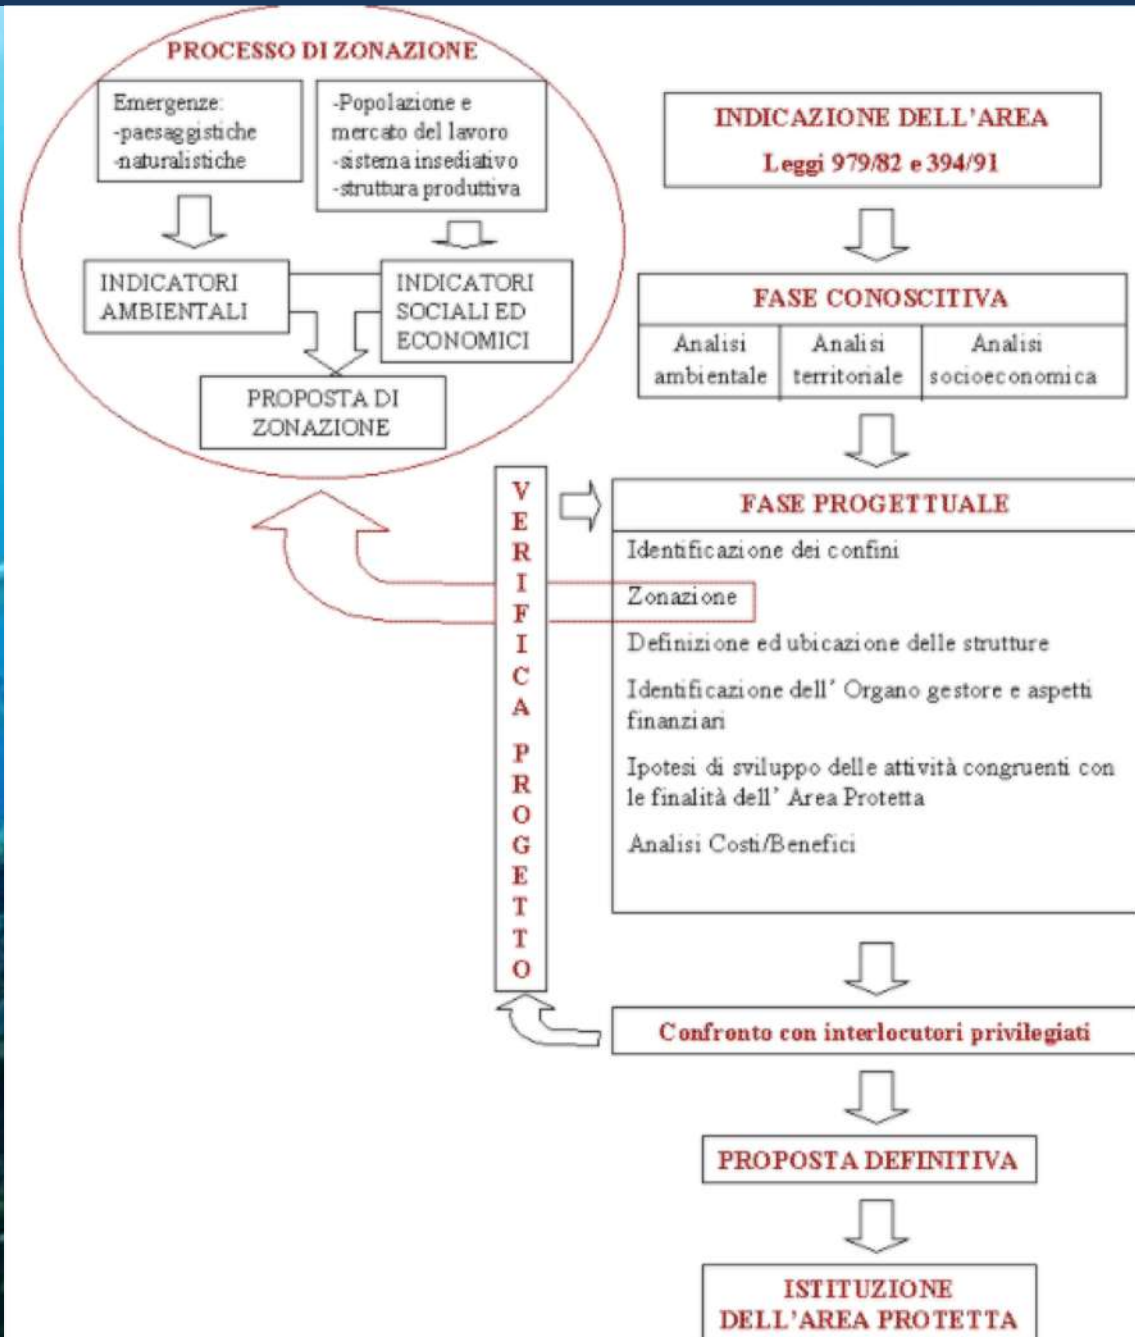 PROCESSO DI ZONAZIONE
Emergenze:
-paesaggistiche
-naturalistiche
-Popolazione e
mercato del lavoro
-sistema insediativo
-struttura produttiva
INDICATORI
AMBIENTALI
INDICATORI
SOCIALI ED
ECONOMICI
PROPOSTA DI
ZONAZIONE
INDICAZIONE DELL'AREA
Leggi 979/82 e 394/91
FASE CONOSCITIVA
Analisi
ambientale
Analisi
territoriale
Analisi
socioeconomica
VERIFICA PROGETTO
FASE PROGETTUALE
Identificazione dei confini
Zonazione
Definizione ed ubicazione delle strutture
Identificazione dell' Organo gestore e aspetti
finanziari
Ipotesi di sviluppo delle attività congruenti con
le finalità dell' Area Protetta
Analisi Costi/Benefici
Confronto con interlocutori privilegiati
PROPOSTA DEFINITIVA
ISTITUZIONE
DELL'AREA PROTETTA